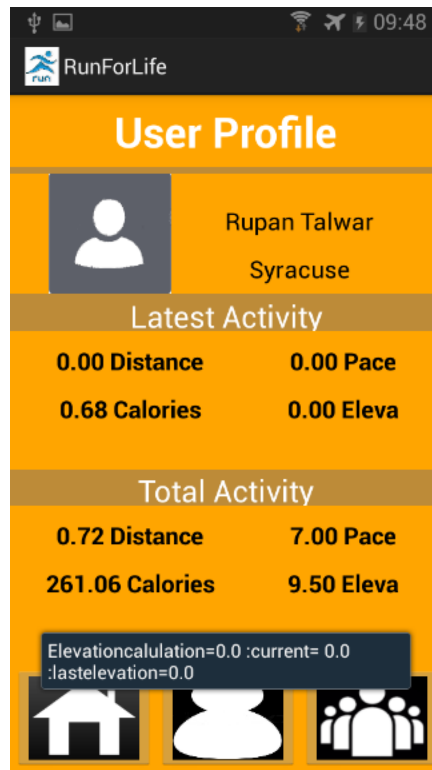 09:48
run
RunForLife
User Profile
Rupan Talwar
Syracuse
Latest Activity
0.00 Distance 0.00 Pace
0.68 Calories 0.00 Eleva
Total Activity
0.72 Distance 7.00 Pace
261.06 Calories 9.50 Eleva
Elevationcalulation=0.0 :current= 0.0
:lastelevation=0.0